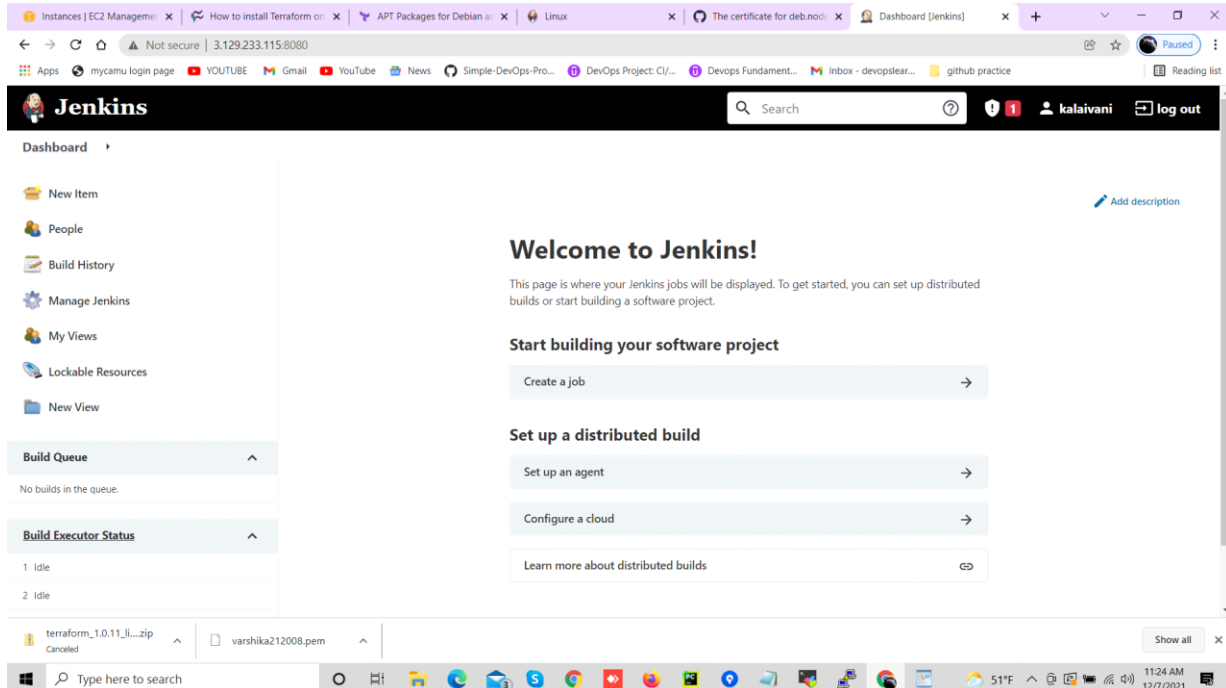 Instances | EC2 Managemen
How to install Terraform on
APT Packages for Debian an
Linux
The certificate for deb.node
Dashboard [Jenkins]
Not secure | 3.129.233.115:8080
Paused
Apps
mycamu login page
YOUTUBE
Gmail
YouTube
News
Simple-DevOps-Pro...
DevOps Project: CI/...
Devops Fundament...
Inbox - devopslear...
github practice
Reading list
Jenkins
Search
1
kalaivani
log out
Dashboard
New Item
People
Build History
Manage Jenkins
My Views
Lockable Resources
New View
Build Queue
No builds in the queue.
Build Executor Status
1 Idle
2 Idle
Add description
Welcome to Jenkins!
This page is where your Jenkins jobs will be displayed. To get started, you can set up distributed
builds or start building a software project.
Start building your software project
Create a job
Set up a distributed build
Set up an agent
Configure a cloud
Learn more about distributed builds
terraform_1.0.11_li....zip
Canceled
varshika212008.pem
Show all
Type here to search
51°F
11:24 AM
12/7/2021